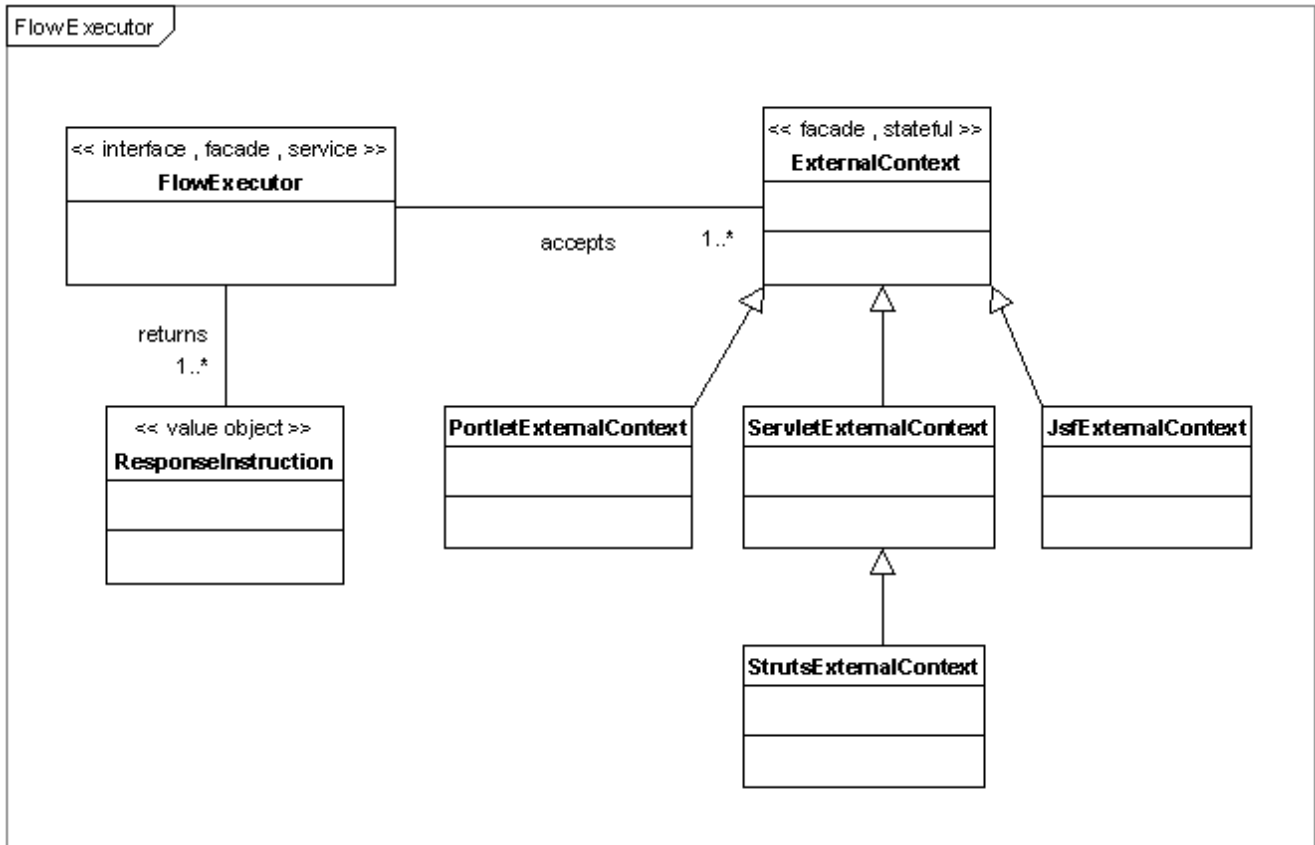 FlowExecutor
<< interface , facade , service >>
FlowExecutor
<< facade , stateful >>
ExternalContext
accepts
1..*
returns
1..*
<< value object >>
ResponseInstruction
PortletExternalContext
ServletExternalContext
JsfExternalContext
StrutsExternalContext